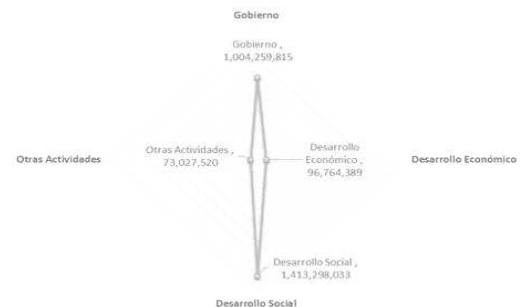 Gobierno
Gobierno ,
1,004,259,815
Otras Actividades
Otras Actividades ,
73,027,520
Desarrollo
Económico ,
96,764,389
Desarrollo Económico
Desarrollo Social ,
1,413,298,033
Desarrollo Social